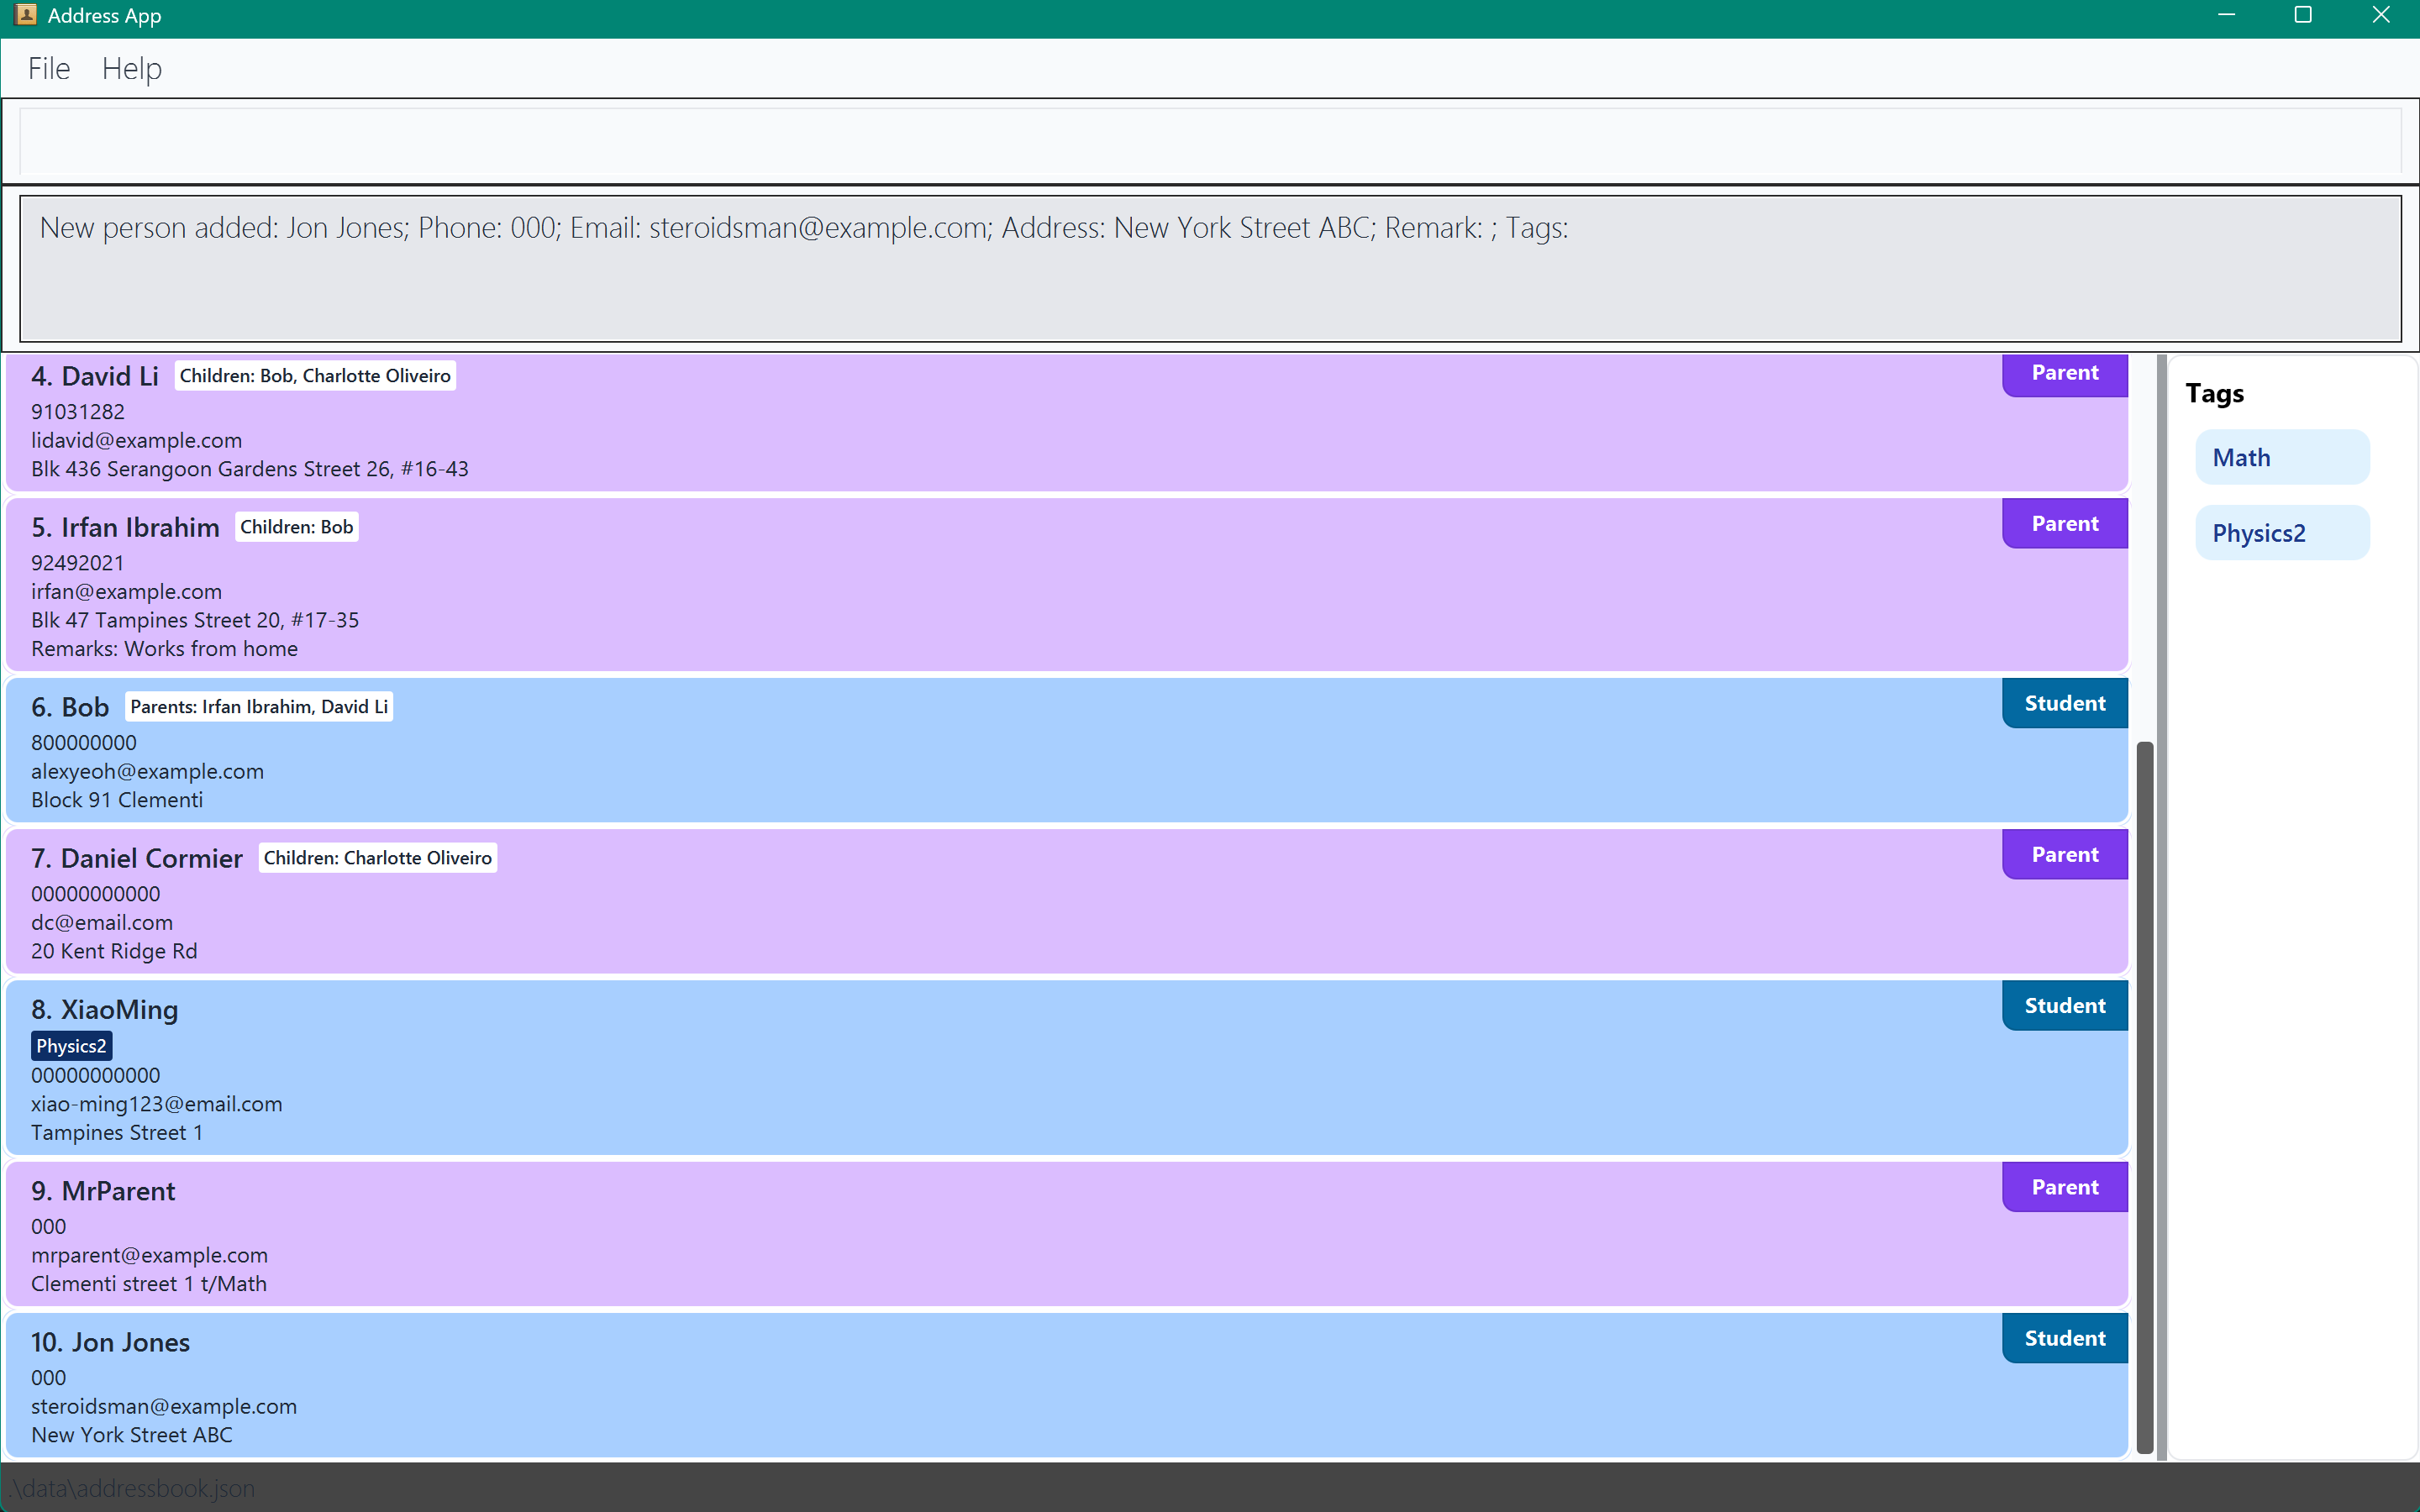 Address App
File Help
New person added: Jon Jones; Phone: 000; Email: steroidsman@example.com; Address: New York Street ABC; Remark: ; Tags:
4. David Li Children: Bob, Charlotte Oliveiro Parent
91031282
lidavid@example.com
Blk 436 Serangoon Gardens Street 26, #16-43
5. Irfan Ibrahim Children: Bob Parent
92492021
irfan@example.com
Blk 47 Tampines Street 20, #17-35
Remarks: Works from home
6. Bob Parents: Irfan Ibrahim, David Li Student
800000000
alexyeoh@example.com
Block 91 Clementi
7. Daniel Cormier Children: Charlotte Oliveiro Parent
00000000000
dc@email.com
20 Kent Ridge Rd
8. XiaoMing Student
Physics2
00000000000
xiao-ming123@email.com
Tampines Street 1
9. MrParent Parent
000
mrparent@example.com
Clementi street 1 t/Math
10. Jon Jones Student
000
steroidsman@example.com
New York Street ABC
Tags
Math
Physics2
.\data\addressbook.json